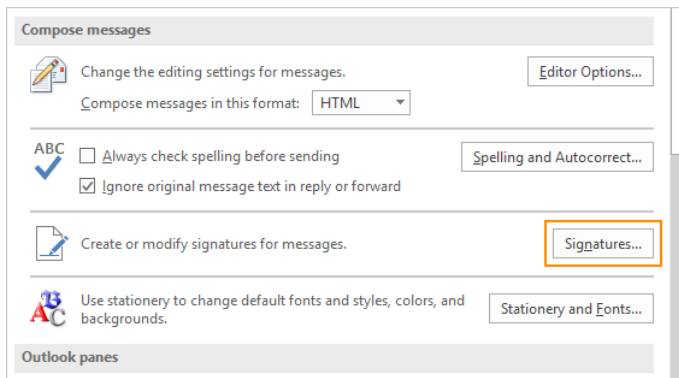 Compose messages
Change the editing settings for messages.
Editor Options...
Compose messages in this format: HTML
ABC
Always check spelling before sending
Spelling and Autocorrect...
Ignore original message text in reply or forward
Create or modify signatures for messages.
Signatures...
ABC
Use stationery to change default fonts and styles, colors, and
backgrounds.
Stationery and Fonts...
Outlook panes